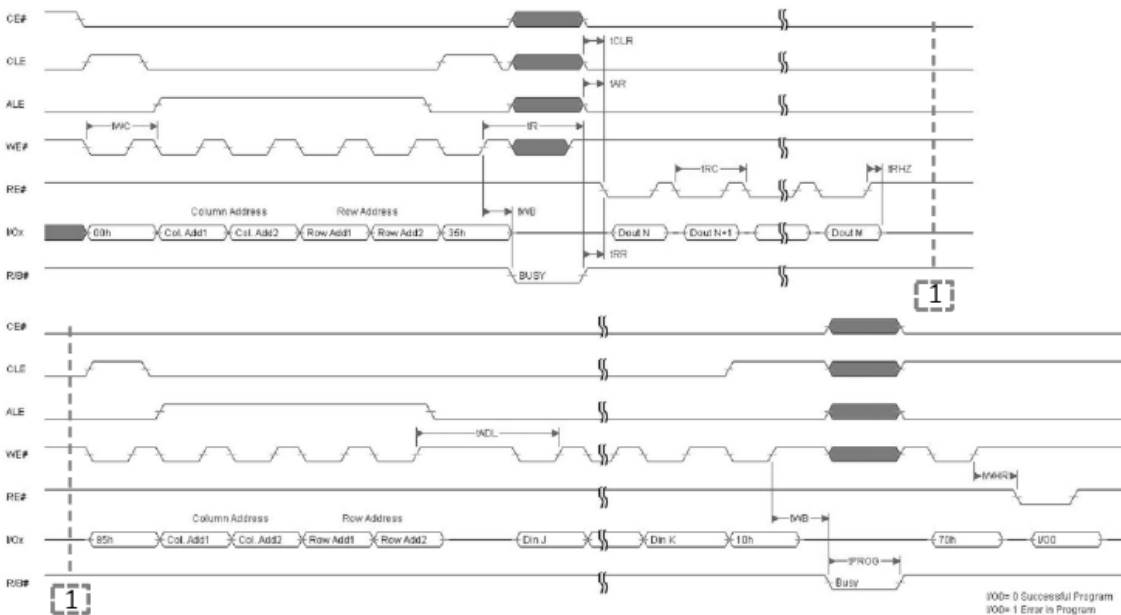 CE#
tCLR
1
CLE
tAR
ALE
tWC
tR
WE#
tRC
tRHZ
RE#
Column Address Row Address
tWB
I/Ox 00h Col. Add1 Col. Add2 Row Add1 Row Add2 35h Dout N Dout N+1 Dout M
tRR
R/B# BUSY
CE#
CLE
ALE
tADL
WE#
tWHR
RE#
Column Address Row Address
tWB
I/Ox 85h Col. Add1 Col. Add2 Row Add1 Row Add2 Din J Din K 10h 70h I/O0
tPROG
R/B# Busy
1
I/O0= 0 Successful Program
I/O0= 1 Error in Program